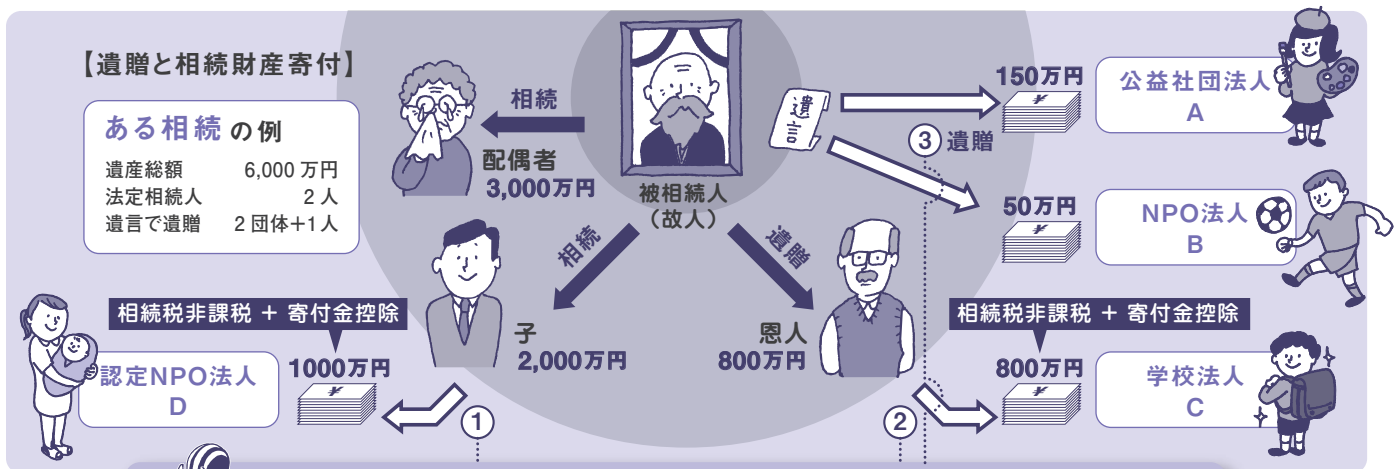 【遺贈と相続財産寄付】
ある相続 の例
遺産総額 6,000 万円
法定相続人 2 人
遺言で遺贈 2 団体+1 人
相続
配偶者
3,000万円
被相続人
(故人)
遺言
150万円
公益社団法人
A
③ 遺贈
50万円
NPO法人
B
相続
子
2,000万円
遺贈
恩人
800万円
相続税非課税 + 寄付金控除
1000万円
認定NPO法人
D
①
相続税非課税 + 寄付金控除
800万円
学校法人
C
②
¥
¥
¥
¥